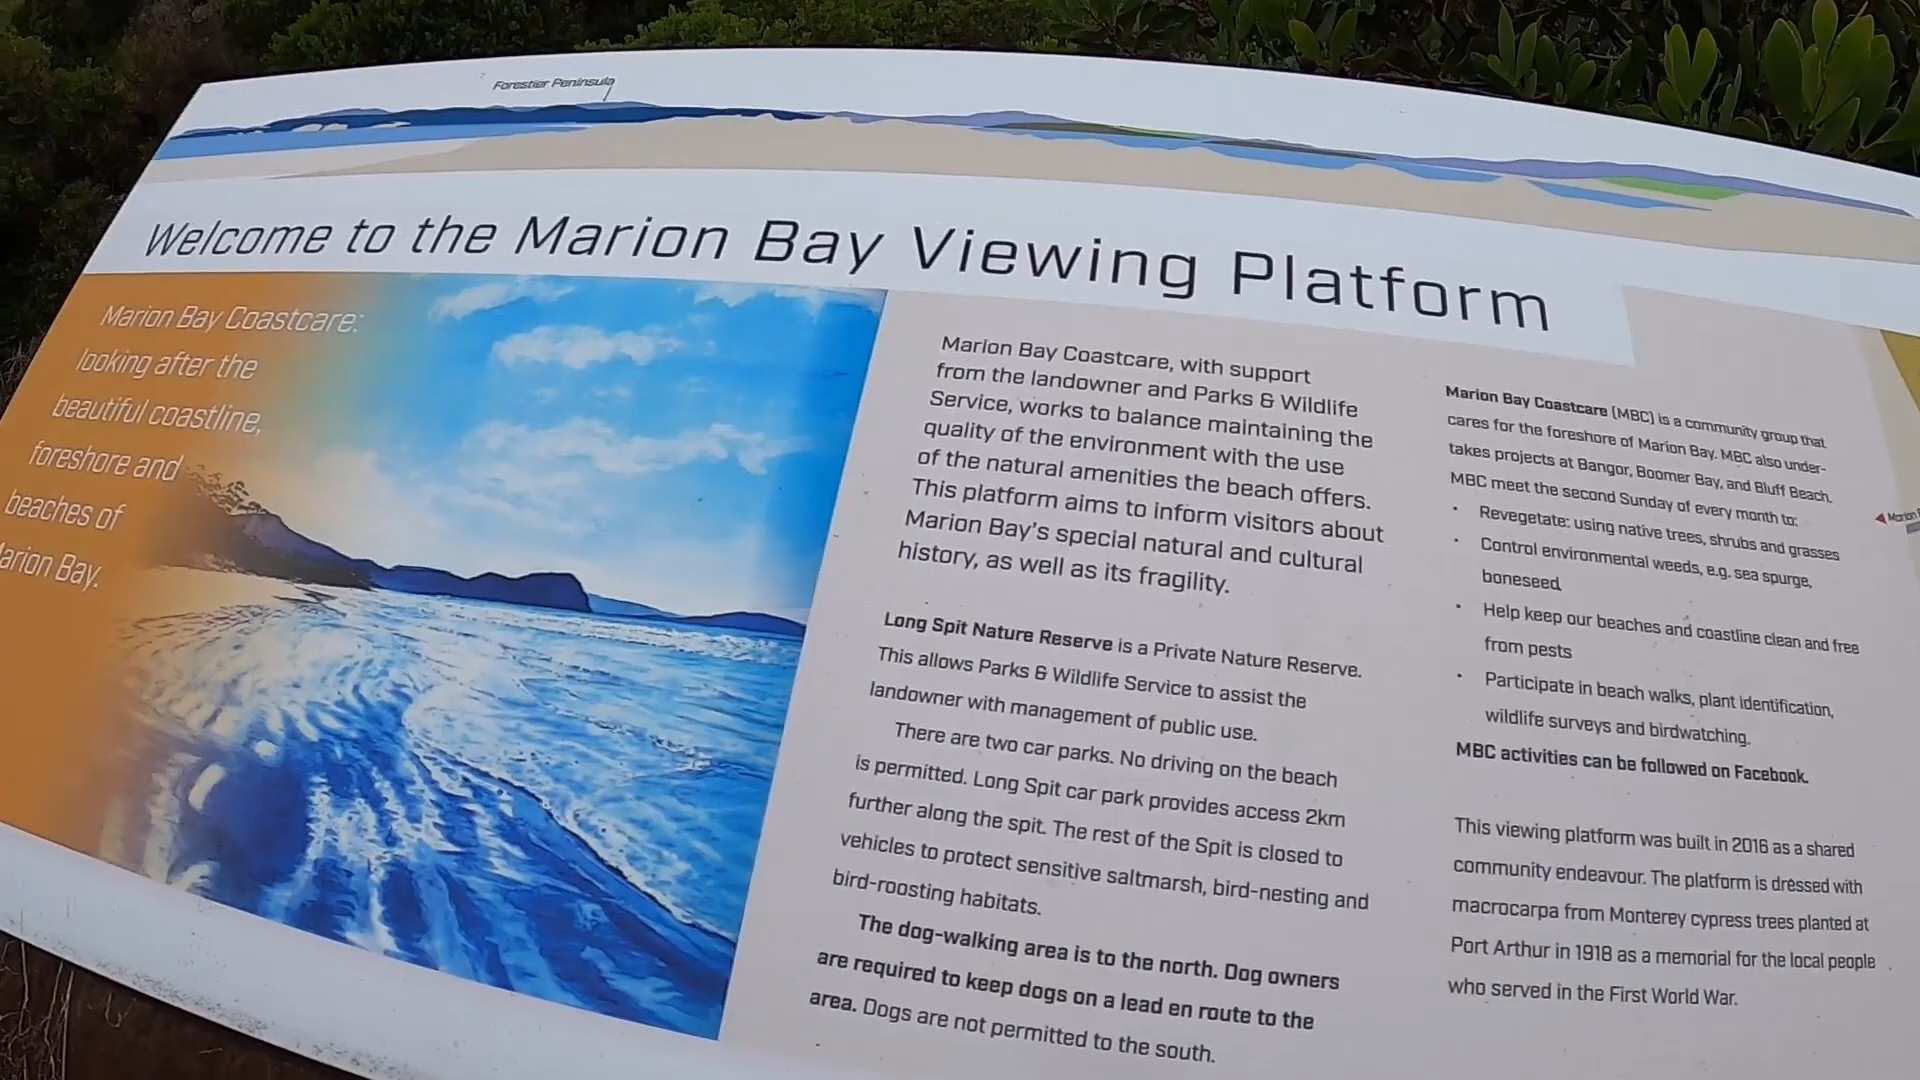 Forestier Peninsula
Welcome to the Marion Bay Viewing Platform
Marion Bay Coastcare:
looking after the
beautiful coastline,
foreshore and
beaches of
arion Bay.
Marion Bay Coastcare, with support
from the landowner and Parks & Wildlife
Service, works to balance maintaining the
quality of the environment with the use
of the natural amenities the beach offers.
This platform aims to inform visitors about
Marion Bay's special natural and cultural
history, as well as its fragility.
Long Spit Nature Reserve is a Private Nature Reserve.
This allows Parks & Wildlife Service to assist the
landowner with management of public use.
There are two car parks. No driving on the beach
is permitted. Long Spit car park provides access 2km
further along the spit. The rest of the Spit is closed to
vehicles to protect sensitive saltmarsh, bird-nesting and
bird-roosting habitats.
The dog-walking area is to the north. Dog owners
are required to keep dogs on a lead en route to the
area. Dogs are not permitted to the south.
Marion Bay Coastcare (MBC) is a community group that
cares for the foreshore of Marion Bay. MBC also under-
takes projects at Bangor, Boomer Bay, and Bluff Beach.
MBC meet the second Sunday of every month to:
• Revegetate: using native trees, shrubs and grasses
• Control environmental weeds, e.g. sea spurge,
boneseed
• Help keep our beaches and coastline clean and free
from pests
• Participate in beach walks, plant identification,
wildlife surveys and birdwatching.
MBC activities can be followed on Facebook.
This viewing platform was built in 2016 as a shared
community endeavour. The platform is dressed with
macrocarpa from Monterey cypress trees planted at
Port Arthur in 1918 as a memorial for the local people
who served in the First World War.
Marion